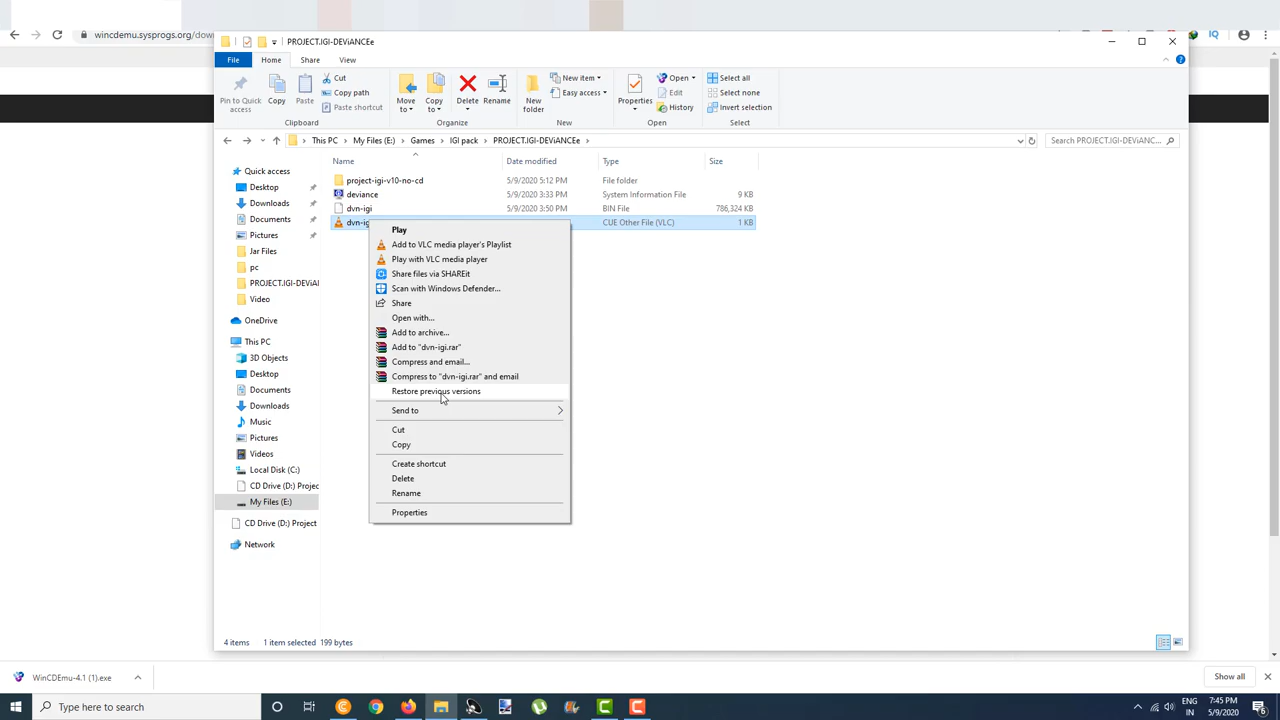 wincdemu.sysprogs.org/dow
PROJECT.IGI-DEViANCEe
File Home Share View
Pin to Quick access
Copy
Paste
Cut
Copy path
Paste shortcut
Clipboard
Move to
Copy to
Delete
Rename
Organize
New folder
New item
Easy access
New
Properties
Open
Edit
History
Open
Select all
Select none
Invert selection
Select
This PC My Files (E:) Games IGI pack PROJECT.IGI-DEViANCEe
Search PROJECT.IGI-DEViANC...
Name Date modified Type Size
project-igi-v10-no-cd 5/9/2020 5:12 PM File folder
deviance 5/9/2020 3:33 PM System Information File 9 KB
dvn-igi 5/9/2020 3:50 PM BIN File 786,324 KB
dvn-ig CUE Other File (VLC) 1 KB
Quick access
Desktop
Downloads
Documents
Pictures
Jar Files
pc
PROJECT.IGI-DEViAI
Video
OneDrive
This PC
3D Objects
Desktop
Documents
Downloads
Music
Pictures
Videos
Local Disk (C:)
CD Drive (D:) Projec
My Files (E:)
CD Drive (D:) Project
Network
Play
Add to VLC media player's Playlist
Play with VLC media player
Share files via SHAREit
Scan with Windows Defender...
Share
Open with...
Add to archive...
Add to "dvn-igi.rar"
Compress and email...
Compress to "dvn-igi.rar" and email
Restore previous versions
Send to
Cut
Copy
Create shortcut
Delete
Rename
Properties
4 items 1 item selected 199 bytes
WinCDEmu-4.1 (1).exe
Show all
Type here to search
ENG
IN
7:45 PM
5/9/2020
6